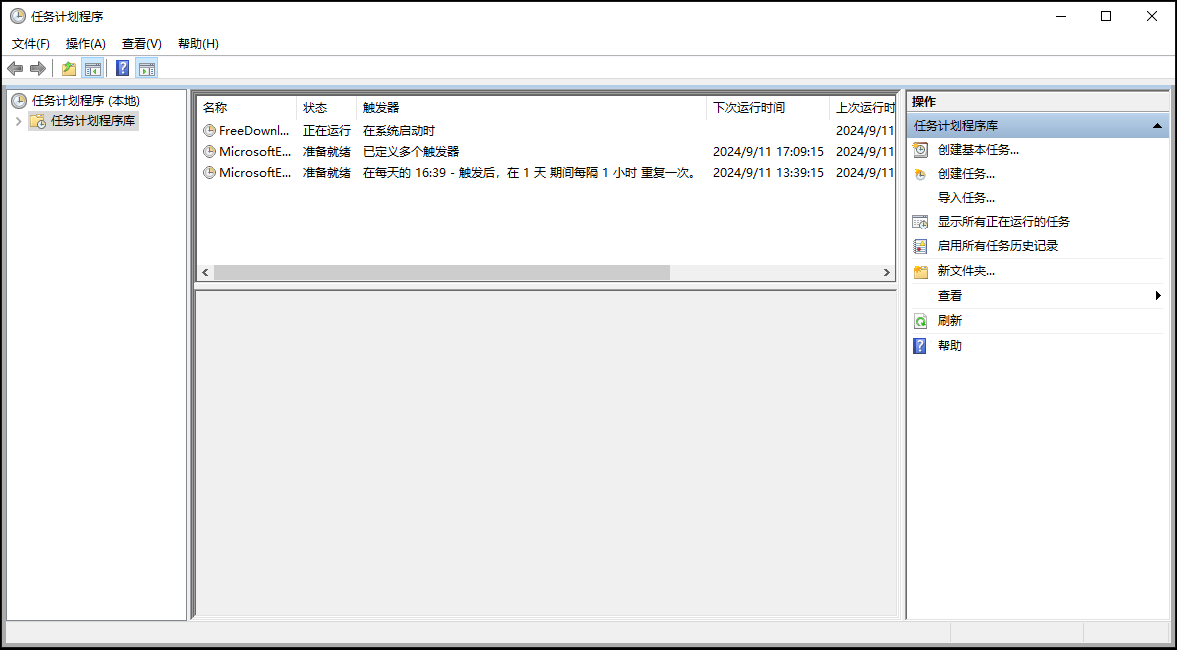 任务计划程序
文件(F) 操作(A) 查看(V) 帮助(H)
任务计划程序 (本地)
任务计划程序库
名称 状态 触发器 下次运行时间 上次运行时
FreeDownl... 正在运行 在系统启动时 2024/9/11
MicrosoftE... 准备就绪 已定义多个触发器 2024/9/11 17:09:15 2024/9/11
MicrosoftE... 准备就绪 在每天的 16:39 - 触发后，在 1 天 期间每隔 1 小时 重复一次。 2024/9/11 13:39:15 2024/9/11
操作
任务计划程序库
创建基本任务...
创建任务...
导入任务...
显示所有正在运行的任务
启用所有任务历史记录
新文件夹...
查看
刷新
帮助